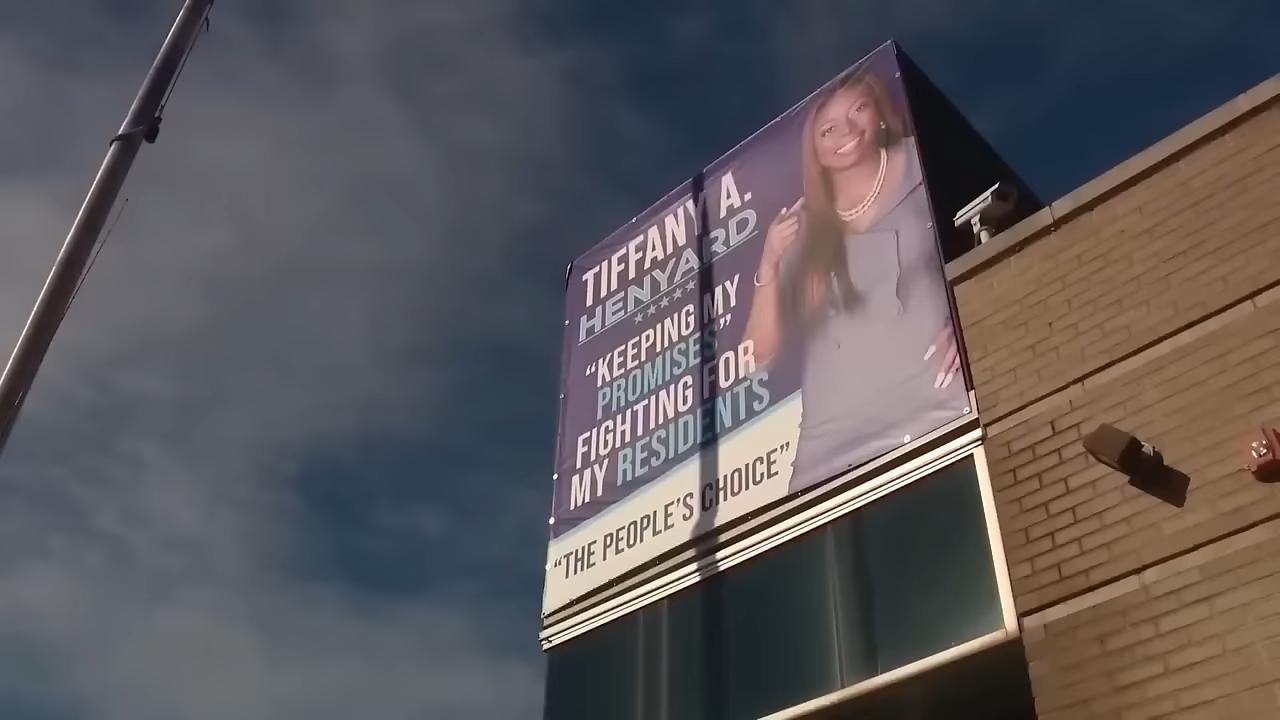 TIFFANY A.
HENYARD
“KEEPING MY
PROMISES”
FIGHTING FOR
MY RESIDENTS
“THE PEOPLE’S CHOICE”